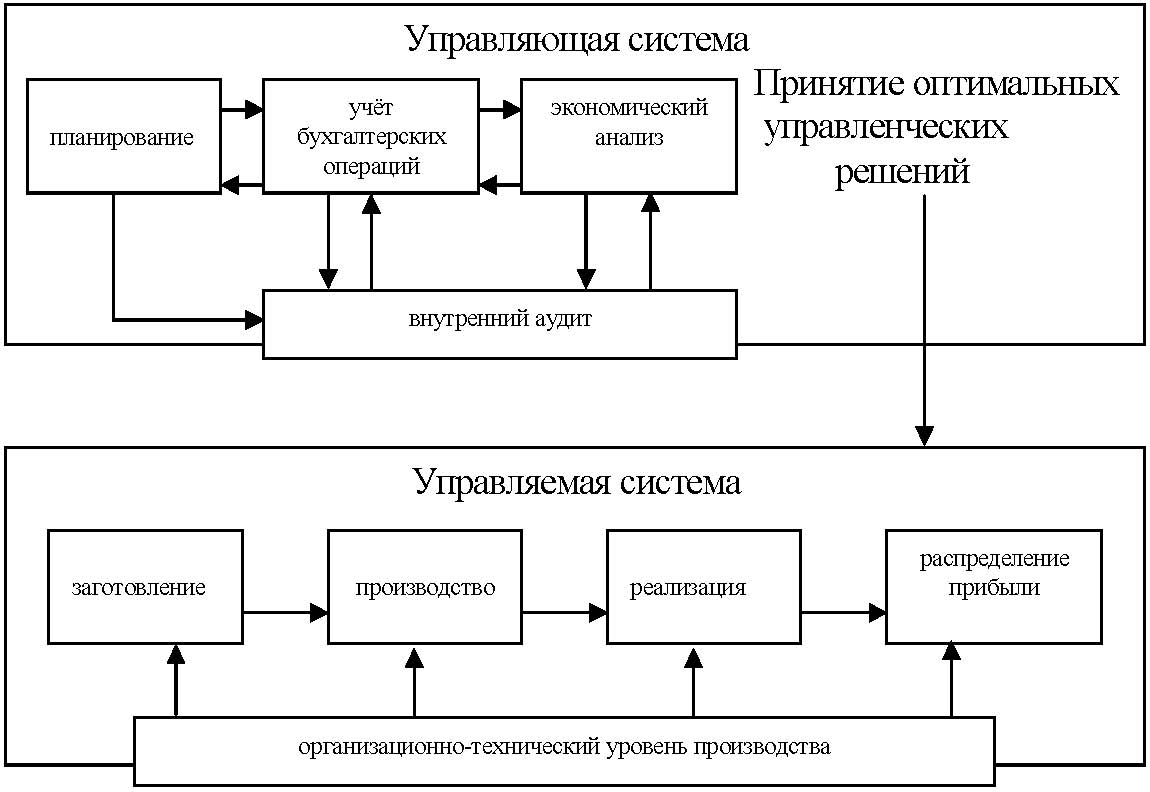 Управляющая система
Принятие оптимальных
управленческих
решений
планирование
учёт
бухгалтерских
операций
экономический
анализ
внутренний аудит
Управляемая система
заготовление
производство
реализация
распределение
прибыли
организационно-технический уровень производства